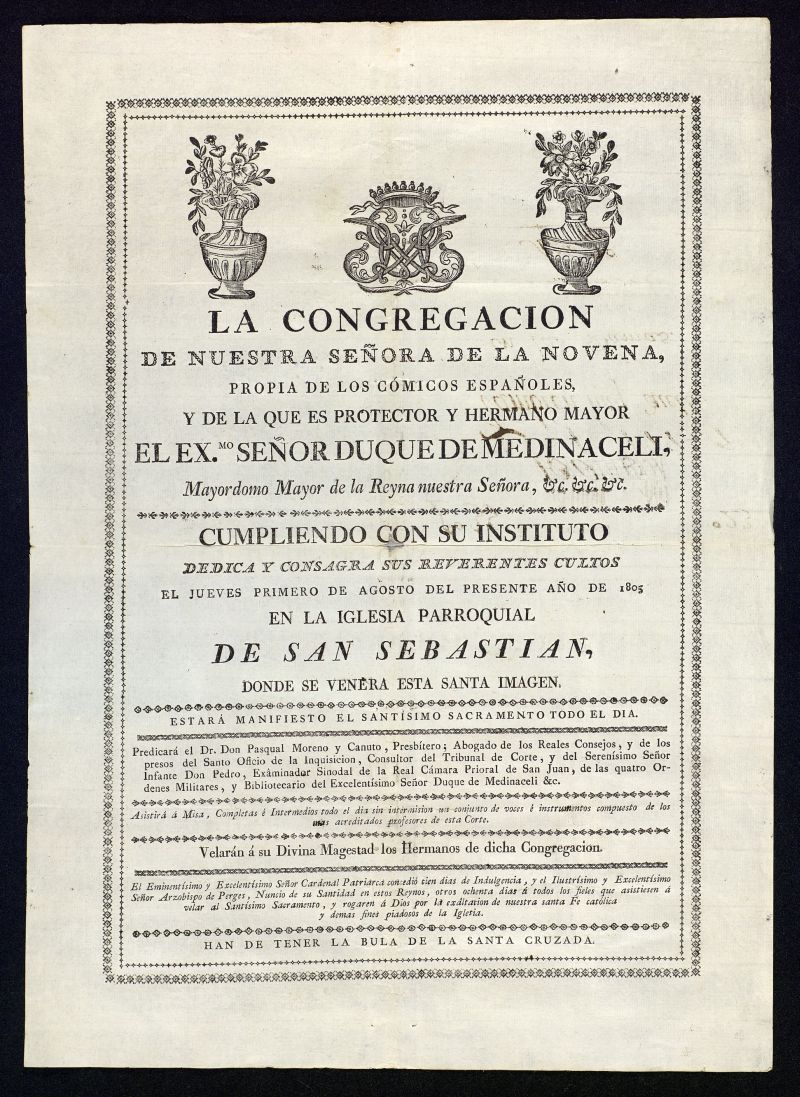 LA CONGREGACION
DE NUESTRA SEÑORA DE LA NOVENA,
PROPIA DE LOS CÓMICOS ESPAÑOLES,
Y DE LA QUE ES PROTECTOR Y HERMANO MAYOR
EL EX.MO SEÑOR DUQUE DE MEDINACELI,
Mayordomo Mayor de la Reyna nuestra Señora, &c. &c. &c.
CUMPLIENDO CON SU INSTITUTO
DEDICA Y CONSAGRA SUS REVERENTES CULTOS
EL JUEVES PRIMERO DE AGOSTO DEL PRESENTE AÑO DE 1805
EN LA IGLESIA PARROQUIAL
DE SAN SEBASTIAN,
DONDE SE VENERA ESTA SANTA IMAGEN.
ESTARÁ MANIFIESTO EL SANTÍSIMO SACRAMENTO TODO EL DIA.
Predicará el Dr. Don Pasqual Moreno y Canuto, Presbítero; Abogado de los Reales Consejos, y de los
presos del Santo Oficio de la Inquisicion, Consultor del Tribunal de Corte, y del Serenísimo Señor
Infante Don Pedro, Exâminador Sinodal de la Real Cámara Prioral de San Juan, de las quatro Or-
denes Militares, y Bibliotecario del Excelentísimo Señor Duque de Medinaceli &c.
Asistirá á Misa, Completas é Intermedios todo el dia sin intermision un conjunto de voces é instrumentos compuesto de los
mas acreditados profesores de esta Corte.
Velarán á su Divina Magestad los Hermanos de dicha Congregacion.
El Eminentísimo y Excelentísimo Señor Cardenal Patriarca concedió cien dias de Indulgencia, y el Ilustrísimo y Excelentísimo
Señor Arzobispo de Perges, Nuncio de su Santidad en estos Reynos, otros ochenta dias á todos los fieles que asistiesen á
velar al Santísimo Sacramento, y rogaren á Dios por la exâltacion de nuestra santa Fe católica
y demas fines piadosos de la Iglesia.
HAN DE TENER LA BULA DE LA SANTA CRUZADA.